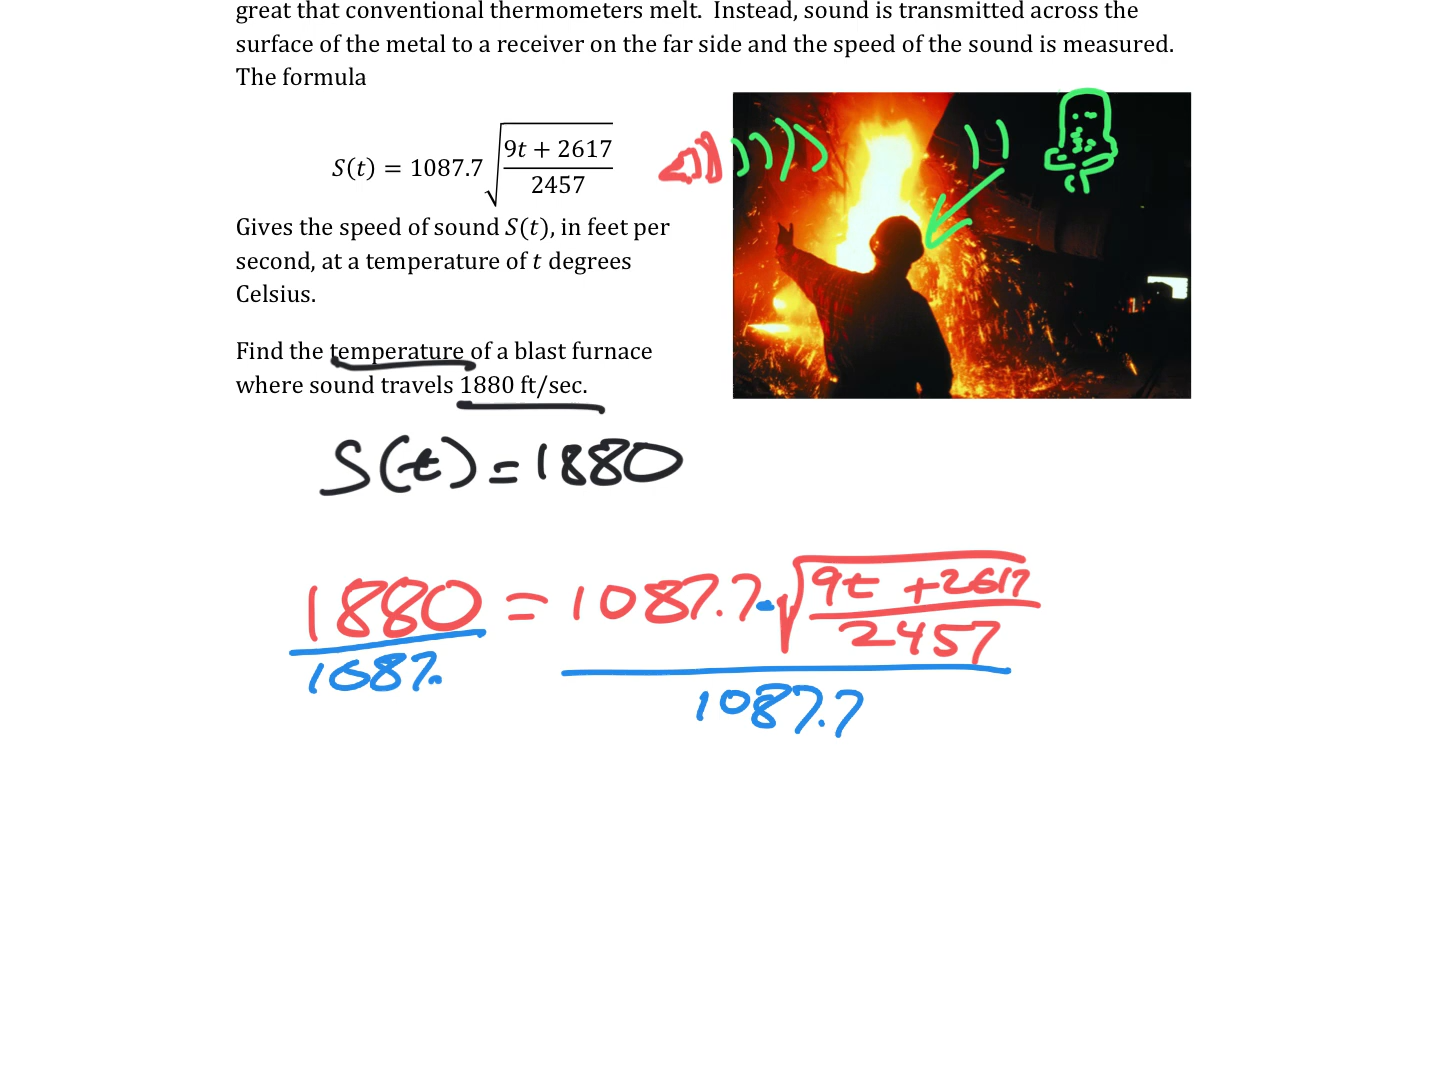 great that conventional thermometers melt. Instead, sound is transmitted across the
surface of the metal to a receiver on the far side and the speed of the sound is measured.
The formula
S(t) = 1087.7 √((9t + 2617)/2457)
Gives the speed of sound S(t), in feet per
second, at a temperature of t degrees
Celsius.
Find the temperature of a blast furnace
where sound travels 1880 ft/sec.
S(t) = 1880
1880 = 1087.7 · √((9t + 2617)/2457)
1087. 1087.7